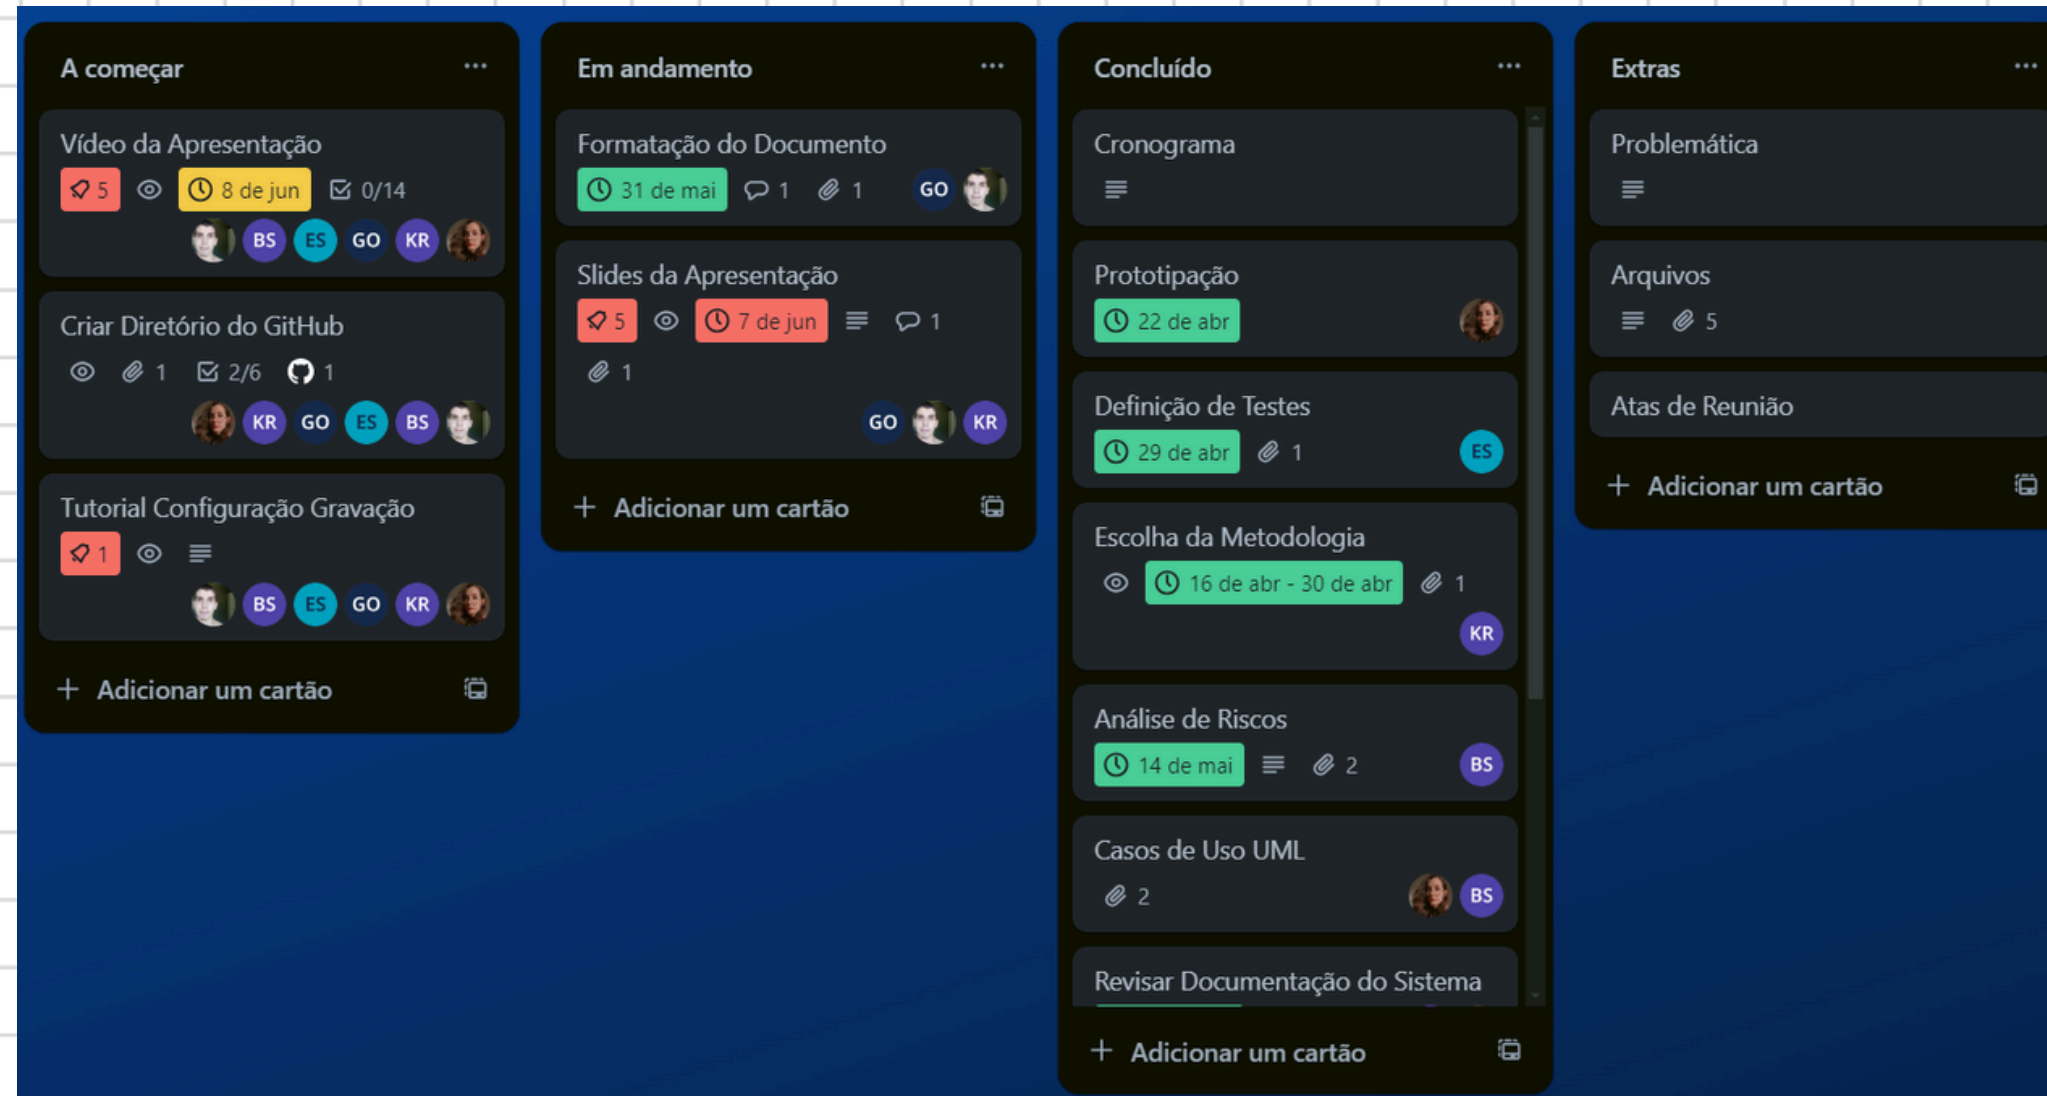 A começar
Vídeo da Apresentação
5 8 de jun 0/14
BS ES GO KR
Criar Diretório do GitHub
1 2/6 1
KR GO ES BS
Tutorial Configuração Gravação
1
BS ES GO KR
+ Adicionar um cartão
Em andamento
Formatação do Documento
31 de mai 1 1 GO
Slides da Apresentação
5 7 de jun 1
1
GO KR
+ Adicionar um cartão
Concluído
Cronograma
Prototipação
22 de abr
Definição de Testes
29 de abr 1 ES
Escolha da Metodologia
16 de abr - 30 de abr 1
KR
Análise de Riscos
14 de mai 2 BS
Casos de Uso UML
2 BS
Revisar Documentação do Sistema
+ Adicionar um cartão
Extras
Problemática
Arquivos
5
Atas de Reunião
+ Adicionar um cartão